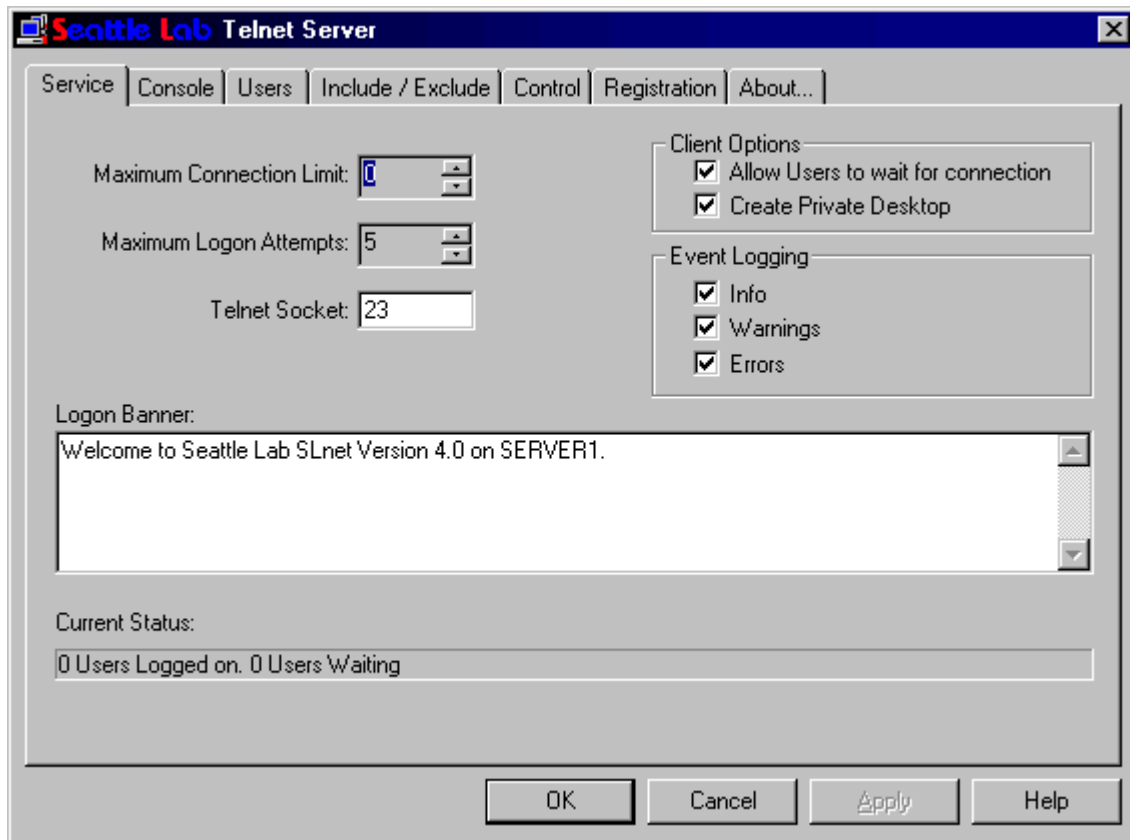 Seattle Lab Telnet Server
Service Console Users Include / Exclude Control Registration About...
Maximum Connection Limit: 0
Maximum Logon Attempts: 5
Telnet Socket: 23
Client Options
Allow Users to wait for connection
Create Private Desktop
Event Logging
Info
Warnings
Errors
Logon Banner:
Welcome to Seattle Lab SLnet Version 4.0 on SERVER1.
Current Status:
0 Users Logged on. 0 Users Waiting
OK Cancel Apply Help